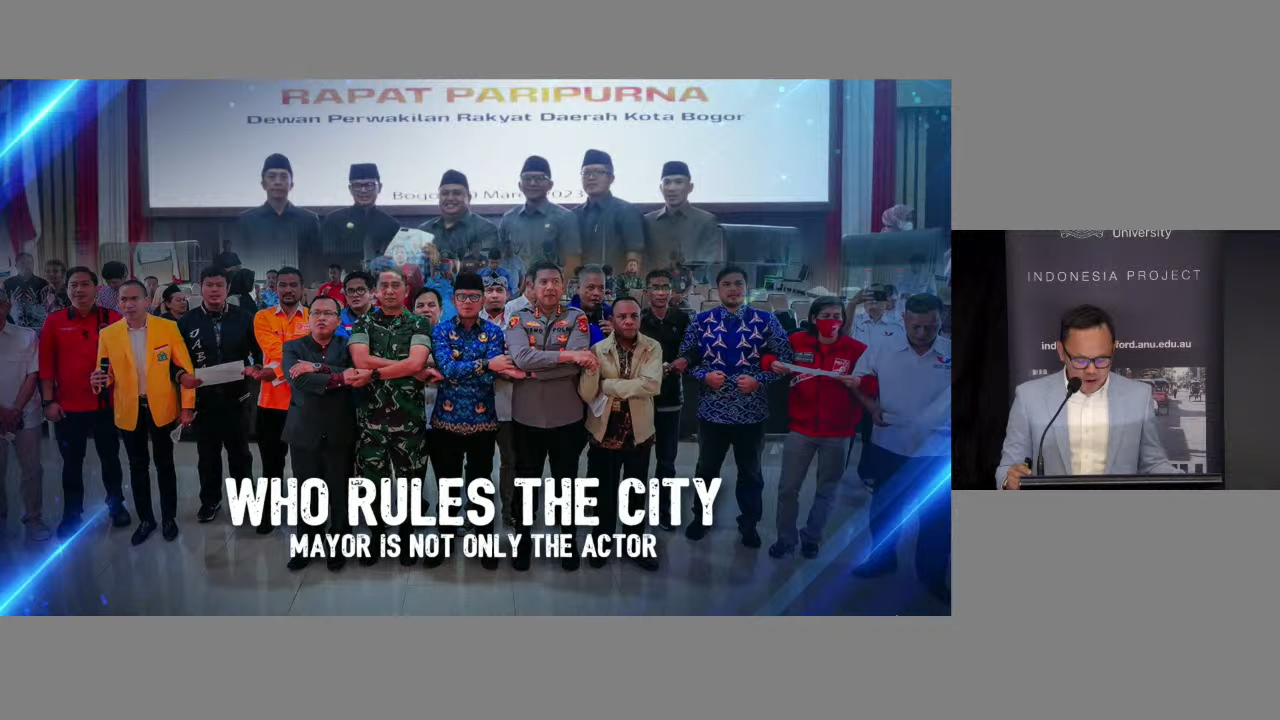 RAPAT PARIPURNA
Dewan Perwakilan Rakyat Daerah Kota Bogor
2023
WHO RULES THE CITY
MAYOR IS NOT ONLY THE ACTOR
University
INDONESIA PROJECT
ford.anu.edu.au